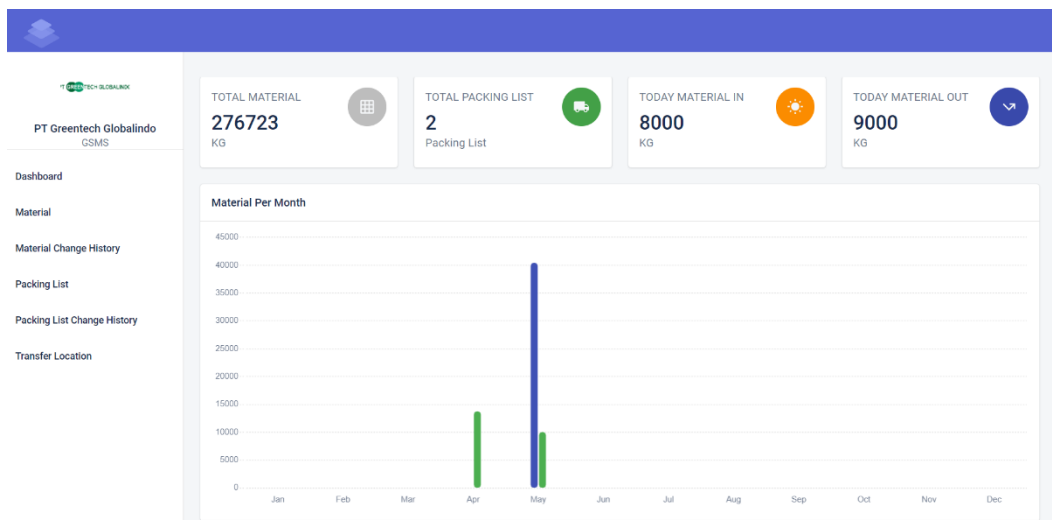 PT GREENTECH GLOBALINDO
PT Greentech Globalindo
GSMS
Dashboard
Material
Material Change History
Packing List
Packing List Change History
Transfer Location
TOTAL MATERIAL
276723
KG
TOTAL PACKING LIST
2
Packing List
TODAY MATERIAL IN
8000
KG
TODAY MATERIAL OUT
9000
KG
Material Per Month
45000
40000
35000
30000
25000
20000
15000
10000
5000
0
Jan Feb Mar Apr May Jun Jul Aug Sep Oct Nov Dec